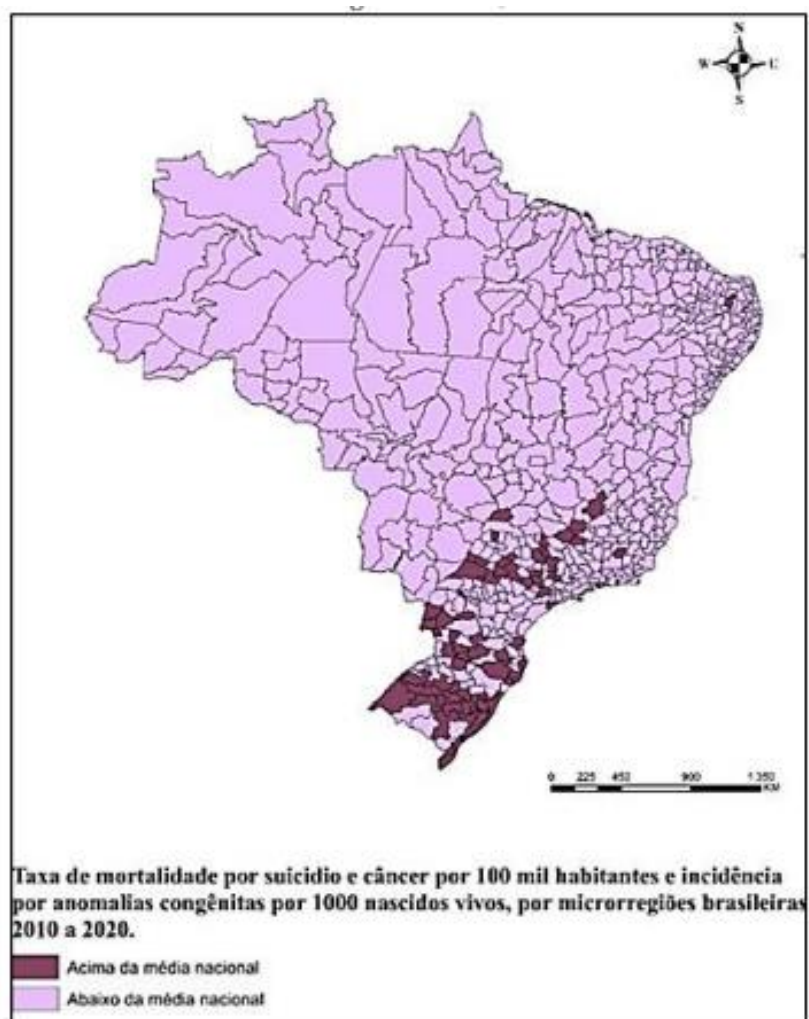 N
W E
S
0 225 450 900 1.350
KM
Taxa de mortalidade por suicidio e câncer por 100 mil habitantes e incidência
por anomalias congênitas por 1000 nascidos vivos, por microrregiões brasileiras
2010 a 2020.
Acima da média nacional
Abaixo da média nacional